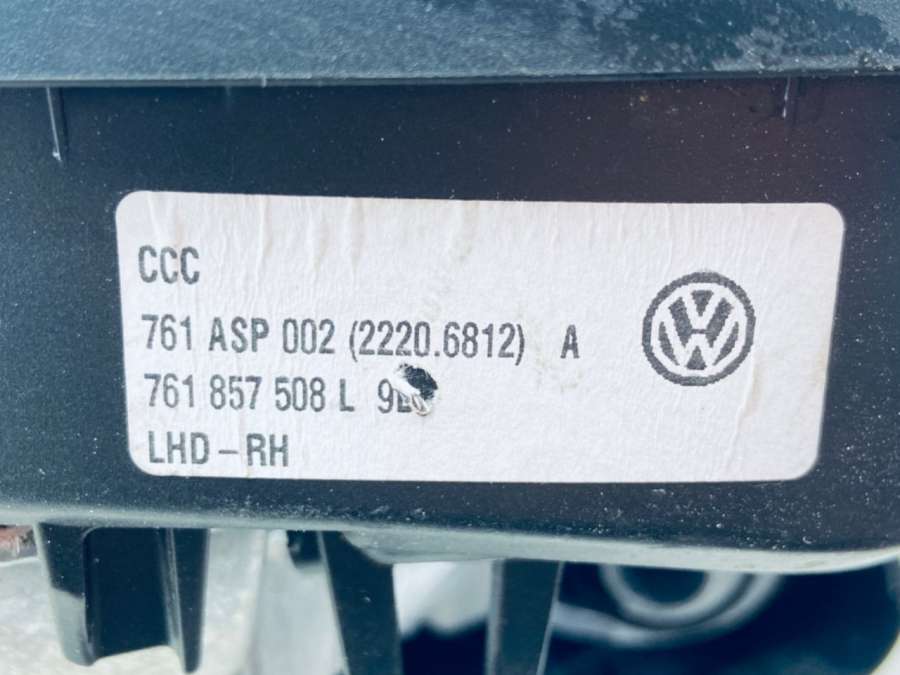 CCC
761 ASP 002 (2220.6812) A
761 857 508 L
LHD-RH